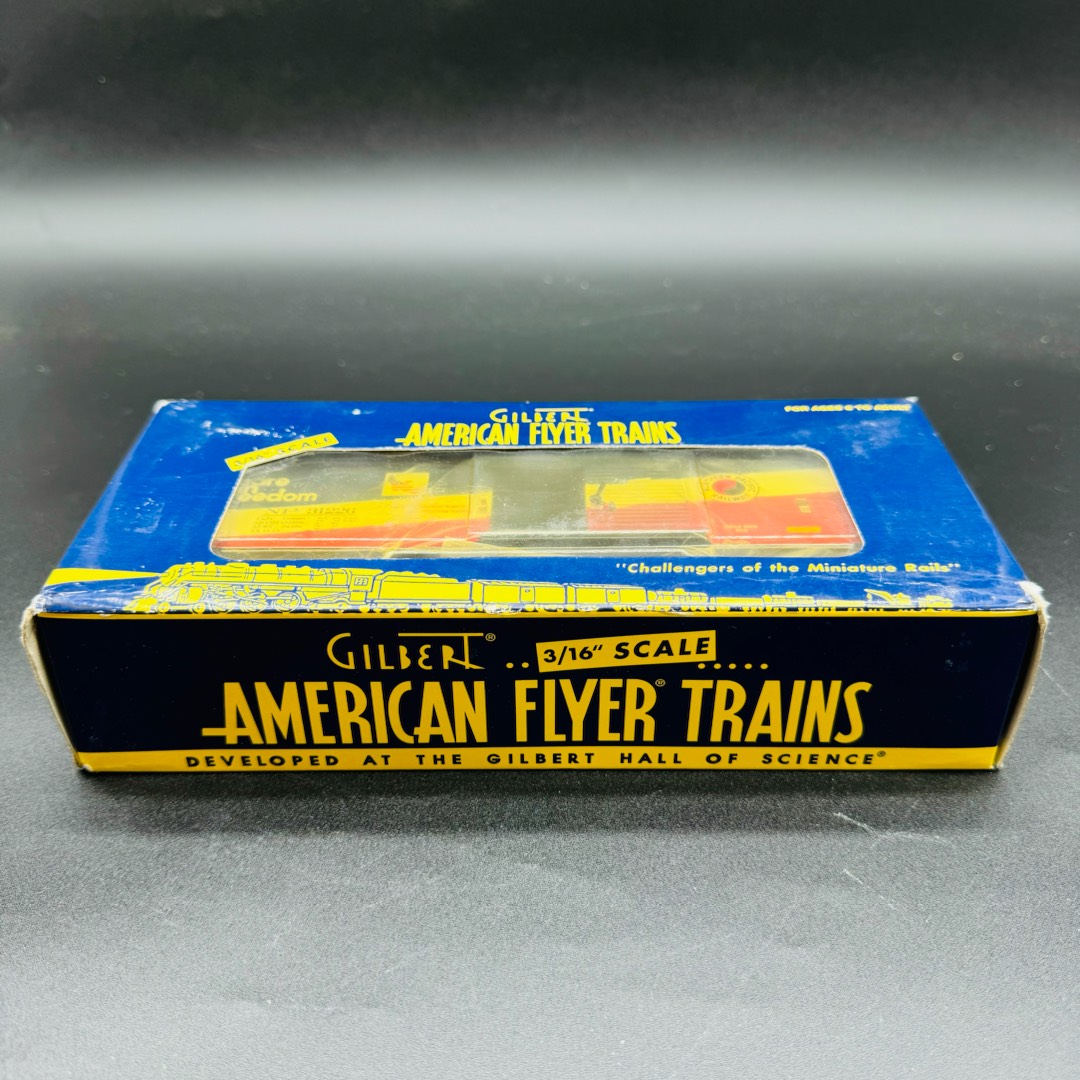 GILBERT®
AMERICAN FLYER TRAINS
SCALE
"Challengers of the Miniature Rails"
GILBERT® .. 3/16" SCALE .....
AMERICAN FLYER® TRAINS
DEVELOPED AT THE GILBERT HALL OF SCIENCE®